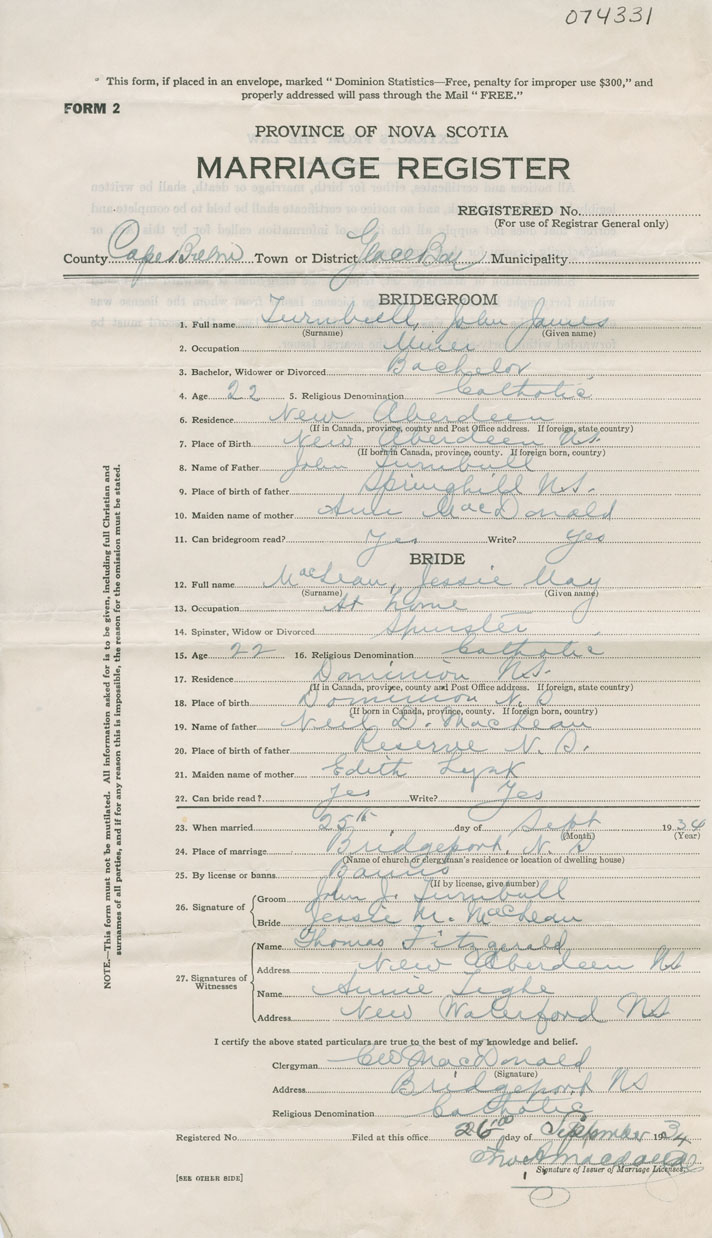 074331
" This form, if placed in an envelope, marked " Dominion Statistics—Free, penalty for improper use $300," and
properly addressed will pass through the Mail " FREE."
FORM 2
PROVINCE OF NOVA SCOTIA
MARRIAGE REGISTER
REGISTERED No.
(For use of Registrar General only)
County Cape Breton Town or District Glace Bay Municipality
BRIDEGROOM
1. Full name Turnbull, John James
(Surname) (Given name)
2. Occupation Miner
3. Bachelor, Widower or Divorced Bachelor
4. Age 22 5. Religious Denomination Catholic
6. Residence New Aberdeen
(If in Canada, province, county and Post Office address. If foreign, state country)
7. Place of Birth New Aberdeen N.S.
(If born in Canada, province, county. If foreign born, country)
8. Name of Father John Turnbull
9. Place of birth of father Springhill N.S.
10. Maiden name of mother Ann MacDonald
11. Can bridegroom read? Yes Write? Yes
BRIDE
12. Full name MacLean, Jessie May
(Surname) (Given name)
13. Occupation At home
14. Spinster, Widow or Divorced Spinster
15. Age 22 16. Religious Denomination Catholic
17. Residence Dominion N.S.
(If in Canada, province, county and Post Office address. If foreign, state country)
18. Place of birth Dominion N.S
(If born in Canada, province, county. If foreign born, country)
19. Name of father Neil D. MacLean
20. Place of birth of father Reserve N.S.
21. Maiden name of mother Edith Lynk
22. Can bride read? Yes Write? Yes
23. When married 25th day of Sept 1934
(Month) (Year)
24. Place of marriage Bridgeport, N.S
(Name of church or clergyman's residence or location of dwelling house)
25. By license or banns Banns
(If by license, give number)
26. Signature of
Groom John J. Turnbull
Bride Jessie M. MacLean
27. Signatures of Witnesses
Name Thomas Fitzgerald
Address New Aberdeen NS
Name Annie Tighe
Address New Waterford NS
I certify the above stated particulars are true to the best of my knowledge and belief.
Clergyman MacDonald
(Signature)
Address Bridgeport NS
Religious Denomination Catholic
Registered No. Filed at this office 26 day of September 1934
Signature of Issuer of Marriage Licenses
[SEE OTHER SIDE]
NOTE.—This form must not be mutilated. All information asked for is to be given, including full Christian and
surnames of all parties, and if for any reason this is impossible, the reason for the omission must be stated.